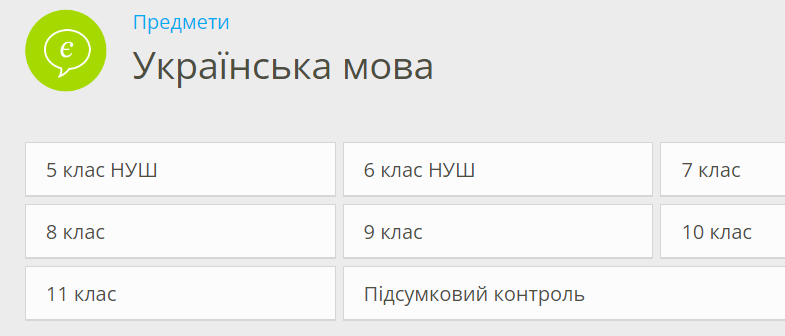 Предмети
є
Українська мова
5 клас НУШ
6 клас НУШ
7 клас
8 клас
9 клас
10 клас
11 клас
Підсумковий контроль